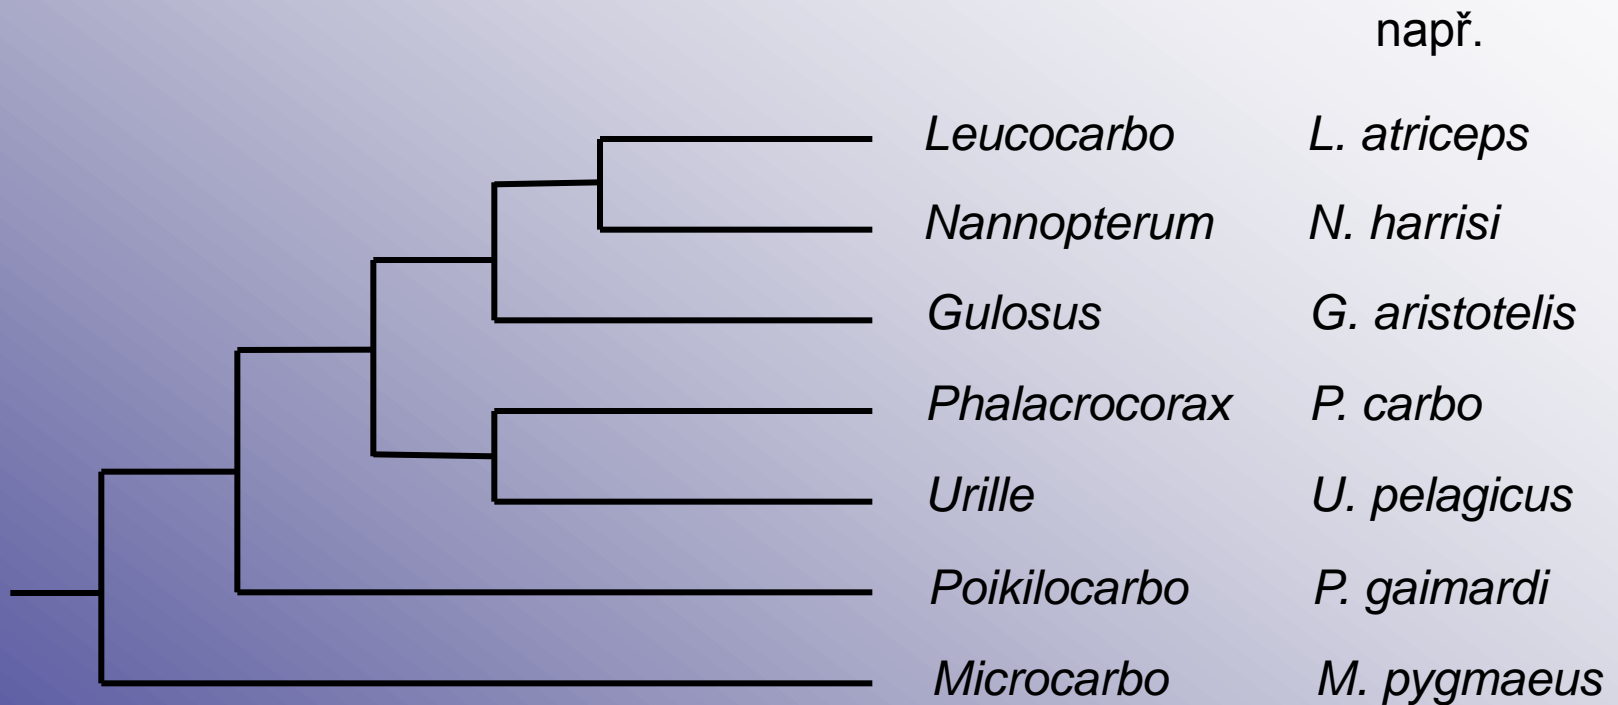 např.
Leucocarbo L. atriceps
Nannopterum N. harrisi
Gulosus G. aristotelis
Phalacrocorax P. carbo
Urille U. pelagicus
Poikilocarbo P. gaimardi
Microcarbo M. pygmaeus